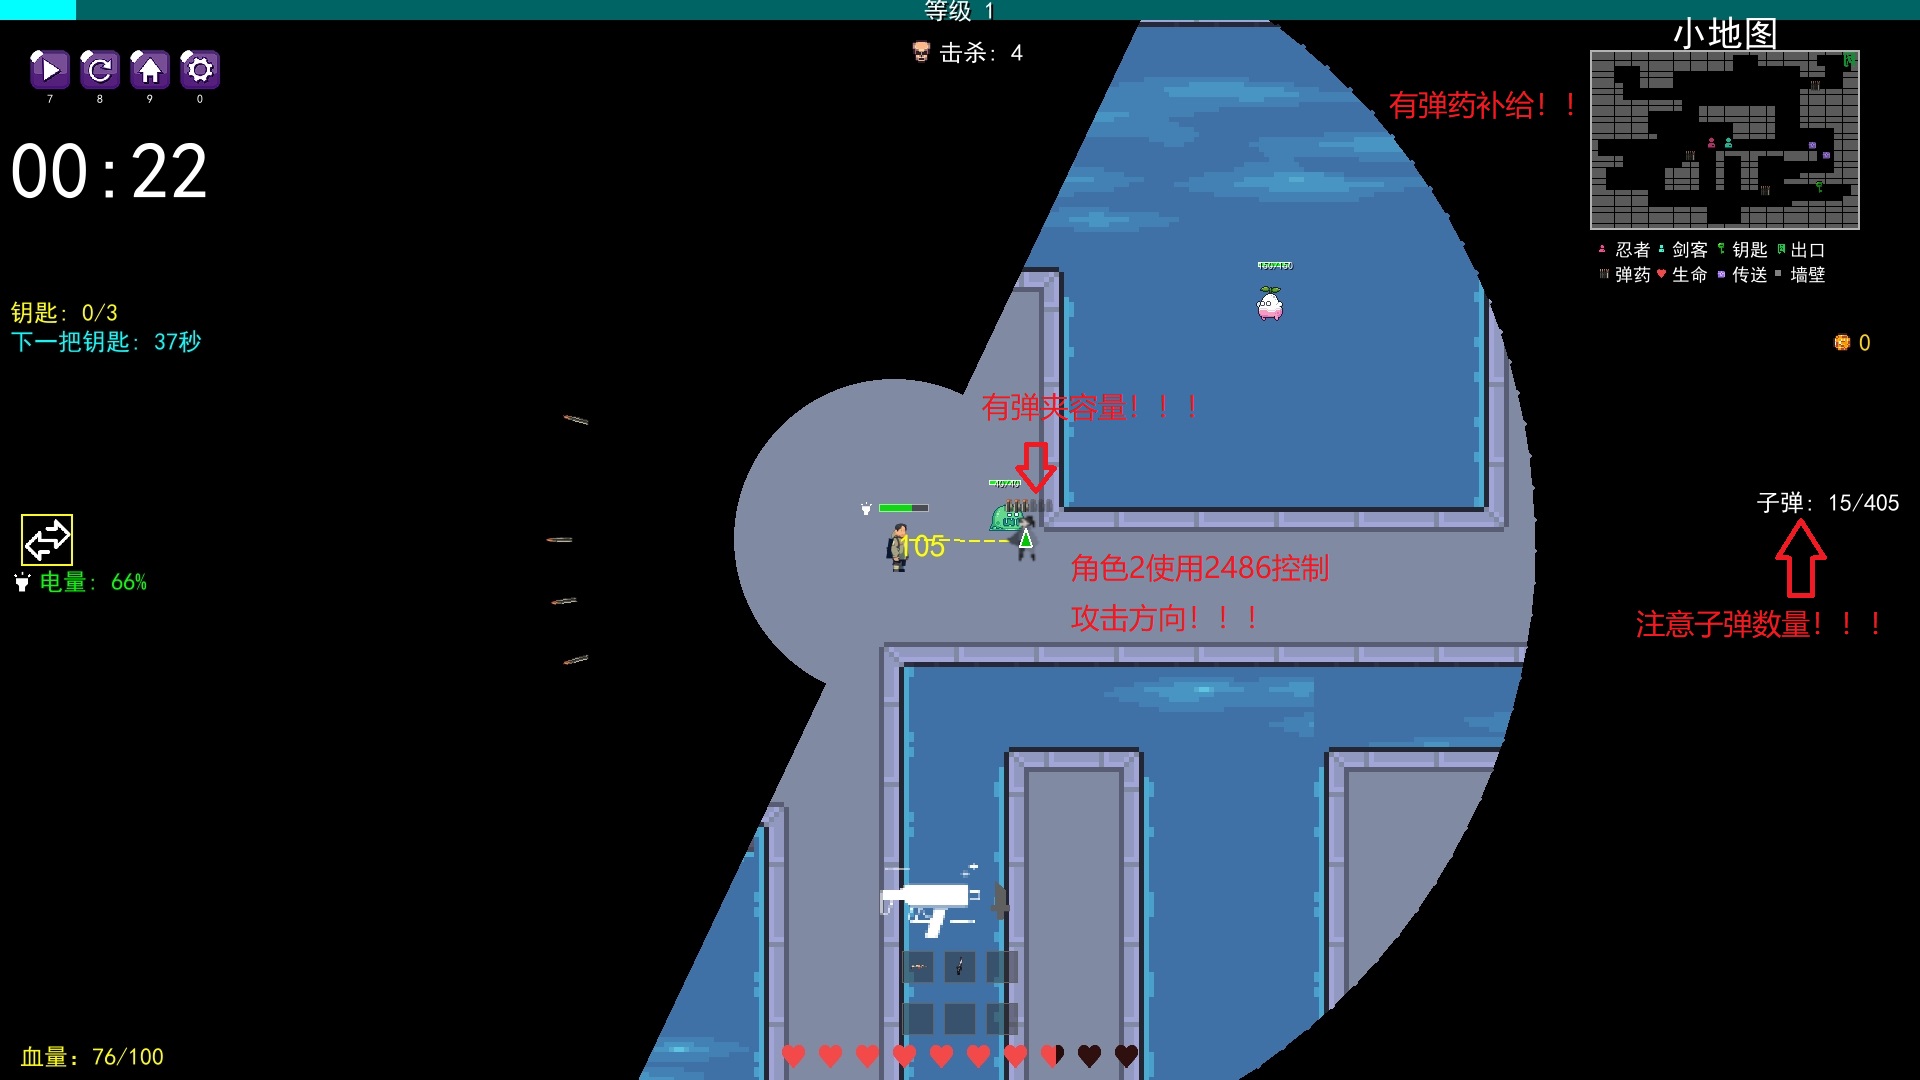 等级 1
击杀: 4
小地图
7 8 9 0
有弹药补给！！
00:22
忍者 剑客 钥匙 出口
弹药 生命 传送 墙壁
150/150
钥匙: 0/3
下一把钥匙: 37秒
0
有弹夹容量！！！
40/40
子弹: 15/405
105
角色2使用2486控制
攻击方向！！！
电量: 66%
注意子弹数量！！！
血量: 76/100